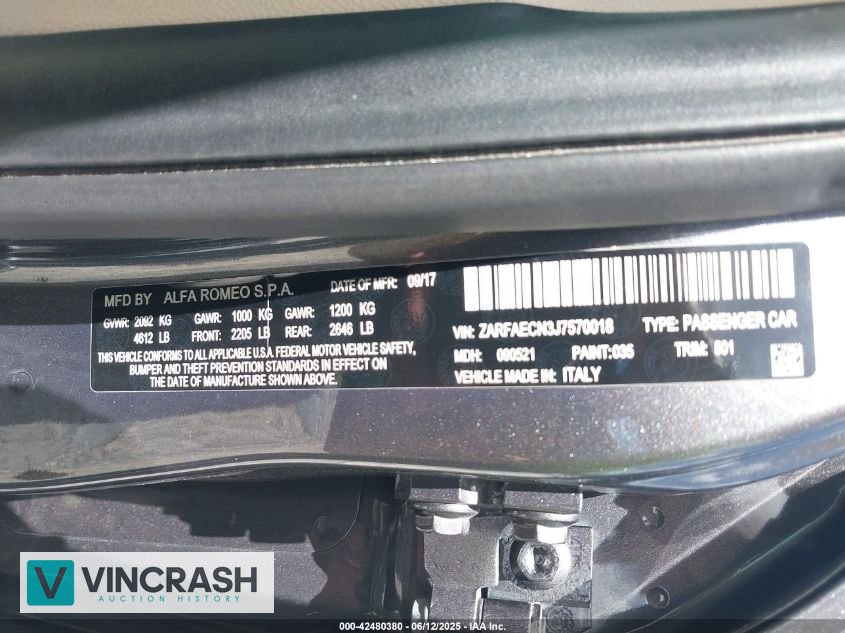 MFD BY ALFA ROMEO S.P.A. DATE OF MFR: 09/17
GVWR: 2092 KG GAWR: 1000 KG GAWR: 1200 KG
4612 LB FRONT: 2205 LB REAR: 2646 LB
THIS VEHICLE CONFORMS TO ALL APPLICABLE U.S.A. FEDERAL MOTOR VEHICLE SAFETY,
BUMPER AND THEFT PREVENTION STANDARDS IN EFFECT ON
THE DATE OF MANUFACTURE SHOWN ABOVE.
VIN: ZARFAECN3J7570018 TYPE: PASSENGER CAR
MDH: 090521 PAINT: 035 TRIM: 501
VEHICLE MADE IN: ITALY
V VINCRASH
AUCTION HISTORY
000-42480380 - 06/12/2025 - IAA Inc.